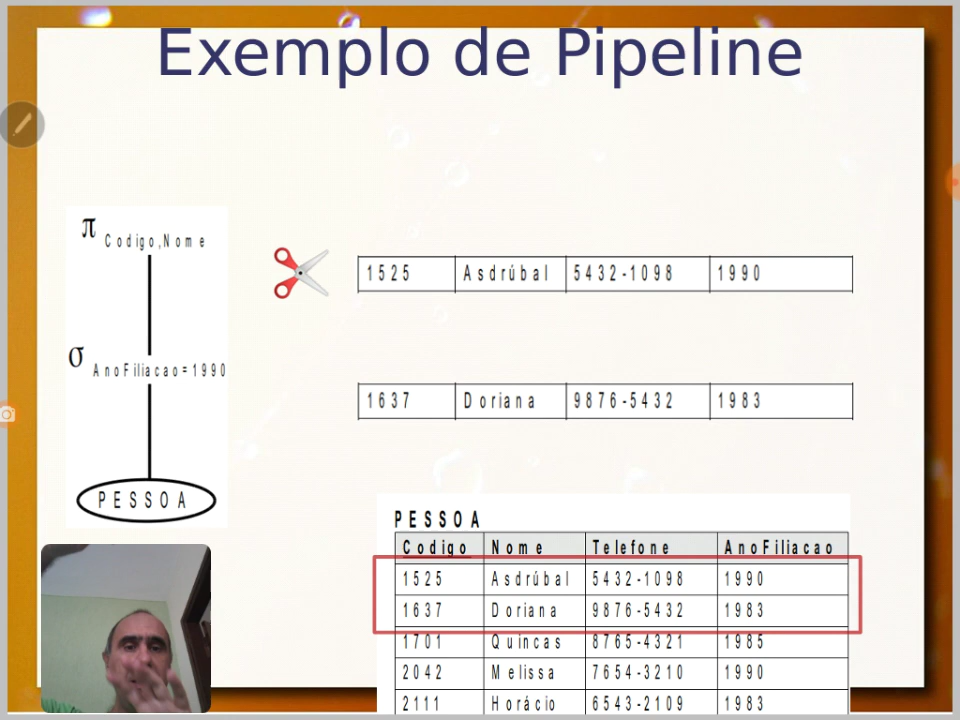 Exemplo de Pipeline
π Codigo,Nome
1525 Asdrúbal 5432-1098 1990
σ AnoFiliacao=1990
1637 Doriana 9876-5432 1983
PESSOA
PESSOA
Codigo Nome Telefone AnoFiliacao
1525 Asdrúbal 5432-1098 1990
1637 Doriana 9876-5432 1983
1701 Quincas 8765-4321 1985
2042 Melissa 7654-3210 1990
2111 Horácio 6543-2109 1983